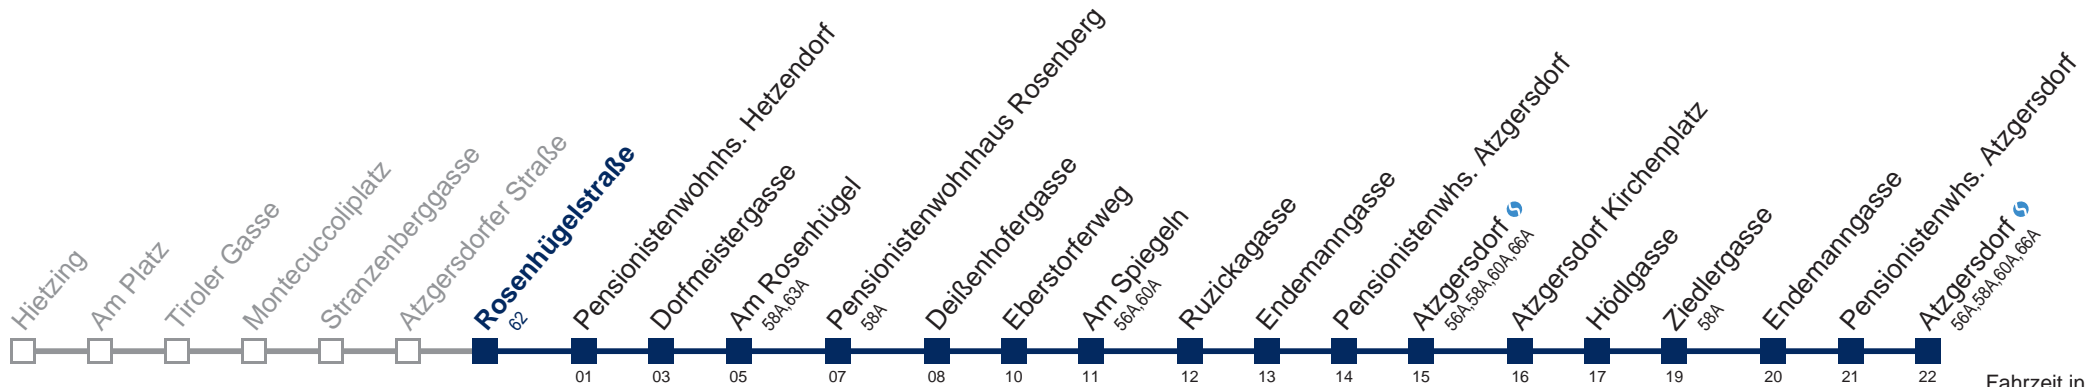 Hietzing
Am Platz
Tiroler Gasse
Montecuccoliplatz
Stranzenberggasse
Atzgersdorfer Straße
Rosenhügelstraße
62
Pensionistenwohnhs. Hetzendorf
Dorfmeistergasse
Am Rosenhügel
58A,63A
Pensionistenwohnhaus Rosenberg
58A
Deißenhofergasse
Eberstorferweg
Am Spiegeln
56A,60A
Ruzickagasse
Endemanngasse
Pensionistenwhs. Atzgersdorf
Atzgersdorf
56A,58A,60A,66A
Atzgersdorf Kirchenplatz
Hödlgasse
Ziedlergasse
58A
Endemanngasse
Pensionistenwhs. Atzgersdorf
Atzgersdorf
56A,58A,60A,66A
01 03 05 07 08 10 11 12 13 14 15 16 17 19 20 21 22
Fahrzeit in